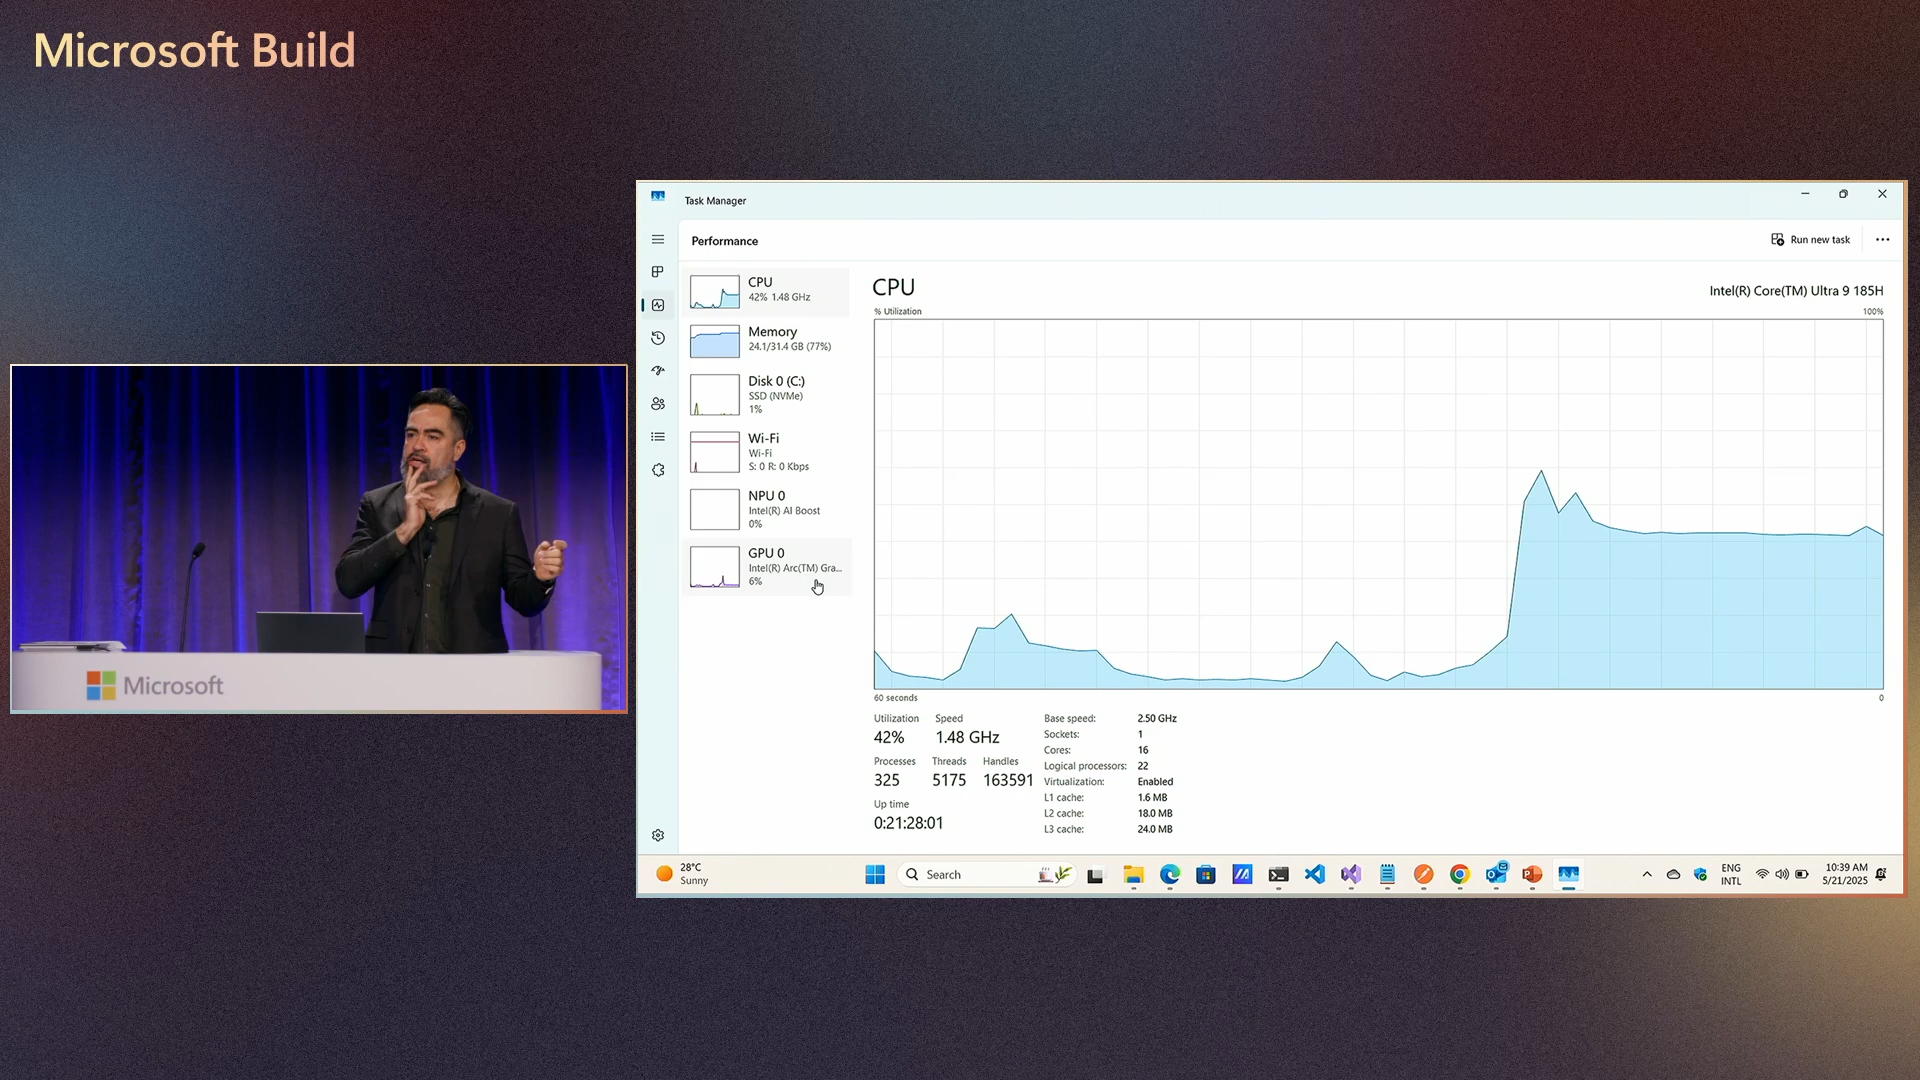 Microsoft Build
Task Manager
Performance
Run new task
CPU
42% 1.48 GHz
Memory
24.1/31.4 GB (77%)
Disk 0 (C:)
SSD (NVMe)
1%
Wi-Fi
Wi-Fi
S: 0 R: 0 Kbps
NPU 0
Intel(R) AI Boost
0%
GPU 0
Intel(R) Arc(TM) Gra...
6%
CPU
Intel(R) Core(TM) Ultra 9 185H
% Utilization
100%
60 seconds
0
Utilization
Speed
42%
1.48 GHz
Processes
Threads
Handles
325
5175
163591
Up time
0:21:28:01
Base speed: 2.50 GHz
Sockets: 1
Cores: 16
Logical processors: 22
Virtualization: Enabled
L1 cache: 1.6 MB
L2 cache: 18.0 MB
L3 cache: 24.0 MB
28°C
Sunny
Search
ENG
INTL
10:39 AM
5/21/2025
Microsoft